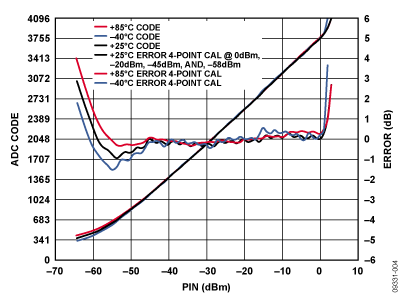 4096
3755
3413
3072
2731
2389
2048
1707
1365
1024
683
341
0
ADC CODE
+85°C CODE
–40°C CODE
+25°C CODE
+25°C ERROR 4-POINT CAL @ 0dBm,
–20dBm, –45dBm, AND, –58dBm
+85°C ERROR 4-POINT CAL
–40°C ERROR 4-POINT CAL
6
5
4
3
2
1
0
–1
–2
–3
–4
–5
–6
ERROR (dB)
–70 –60 –50 –40 –30 –20 –10 0 10
PIN (dBm)
09331-004